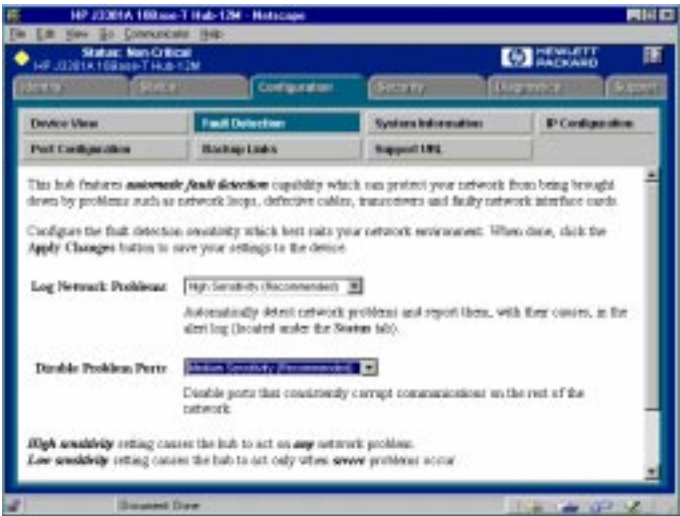 HP J3301A 10Base-T Hub-12M - Netscape
File Edit View Go Communicator Help
Status: Non-Critical
HP J3301A 10Base-T Hub-12M
HEWLETT
PACKARD
Identity Status Configuration Security Diagnostics Support
Device View Fault Detection System Information IP Configuration
Port Configuration Backup Links Support URL
This hub features automatic fault detection capability which can protect your network from being brought
down by problems such as network loops, defective cables, transceivers and faulty network interface cards.
Configure the fault detection sensitivity which best suits your network environment. When done, click the
Apply Changes button to save your settings to the device
Log Network Problems High Sensitivity (Recommended)
Automatically detect network problems and report them, with their causes, in the
alert log (located under the Status tab).
Disable Problem Ports Medium Sensitivity (Recommended)
Disable ports that consistently corrupt communications on the rest of the
network
High sensitivity setting causes the hub to act on any network problem.
Low sensitivity setting causes the hub to act only when severe problems occur
Document: Done